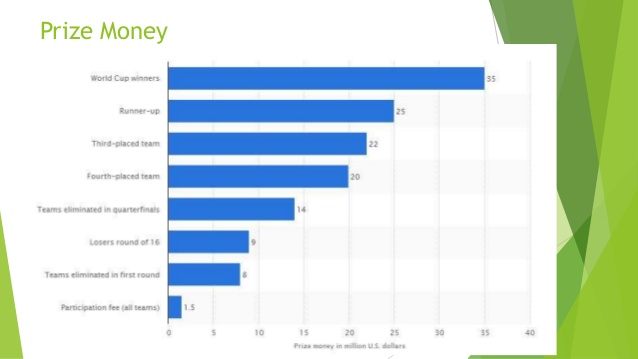 Prize Money
World Cup winners 35
Runner-up 25
Third-placed team 22
Fourth-placed team 20
Teams eliminated in quarterfinals 14
Losers round of 16 9
Teams eliminated in first round 8
Participation fee (all teams) 1.5
0 5 10 15 20 25 30 35 40
Prize money in million U.S. dollars